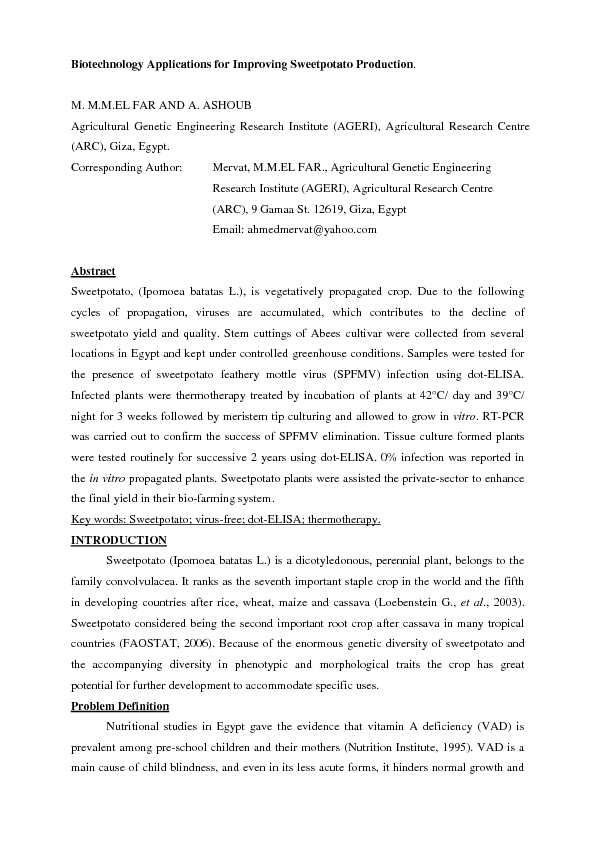 Biotechnology Applications for Improving Sweetpotato Production.
M. M.M.EL FAR AND A. ASHOUB
Agricultural Genetic Engineering Research Institute (AGERI), Agricultural Research Centre
(ARC), Giza, Egypt.
Corresponding Author: Mervat, M.M.EL FAR., Agricultural Genetic Engineering
Research Institute (AGERI), Agricultural Research Centre
(ARC), 9 Gamaa St. 12619, Giza, Egypt
Email: ahmedmervat@yahoo.com
Abstract
Sweetpotato, (Ipomoea batatas L.), is vegetatively propagated crop. Due to the following
cycles of propagation, viruses are accumulated, which contributes to the decline of
sweetpotato yield and quality. Stem cuttings of Abees cultivar were collected from several
locations in Egypt and kept under controlled greenhouse conditions. Samples were tested for
the presence of sweetpotato feathery mottle virus (SPFMV) infection using dot-ELISA.
Infected plants were thermotherapy treated by incubation of plants at 42°C/ day and 39°C/
night for 3 weeks followed by meristem tip culturing and allowed to grow in vitro. RT-PCR
was carried out to confirm the success of SPFMV elimination. Tissue culture formed plants
were tested routinely for successive 2 years using dot-ELISA. 0% infection was reported in
the in vitro propagated plants. Sweetpotato plants were assisted the private-sector to enhance
the final yield in their bio-farming system.
Key words: Sweetpotato; virus-free; dot-ELISA; thermotherapy.
INTRODUCTION
Sweetpotato (Ipomoea batatas L.) is a dicotyledonous, perennial plant, belongs to the
family convolvulacea. It ranks as the seventh important staple crop in the world and the fifth
in developing countries after rice, wheat, maize and cassava (Loebenstein G., et al., 2003).
Sweetpotato considered being the second important root crop after cassava in many tropical
countries (FAOSTAT, 2006). Because of the enormous genetic diversity of sweetpotato and
the accompanying diversity in phenotypic and morphological traits the crop has great
potential for further development to accommodate specific uses.
Problem Definition
Nutritional studies in Egypt gave the evidence that vitamin A deficiency (VAD) is
prevalent among pre-school children and their mothers (Nutrition Institute, 1995). VAD is a
main cause of child blindness, and even in its less acute forms, it hinders normal growth and